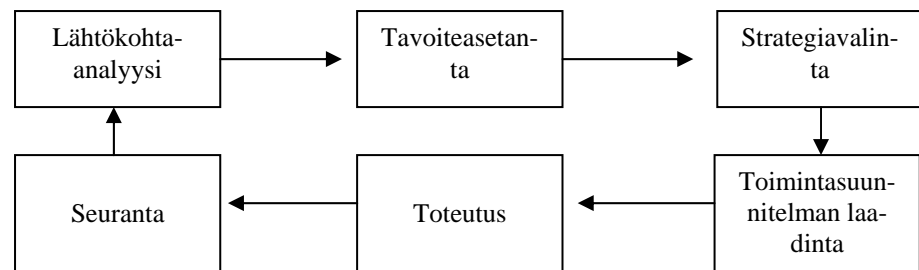 Lähtökohta-
analyysi
Tavoiteasetan-
ta
Strategiavalin-
ta
Seuranta
Toteutus
Toimintasuun-
nitelman laa-
dinta